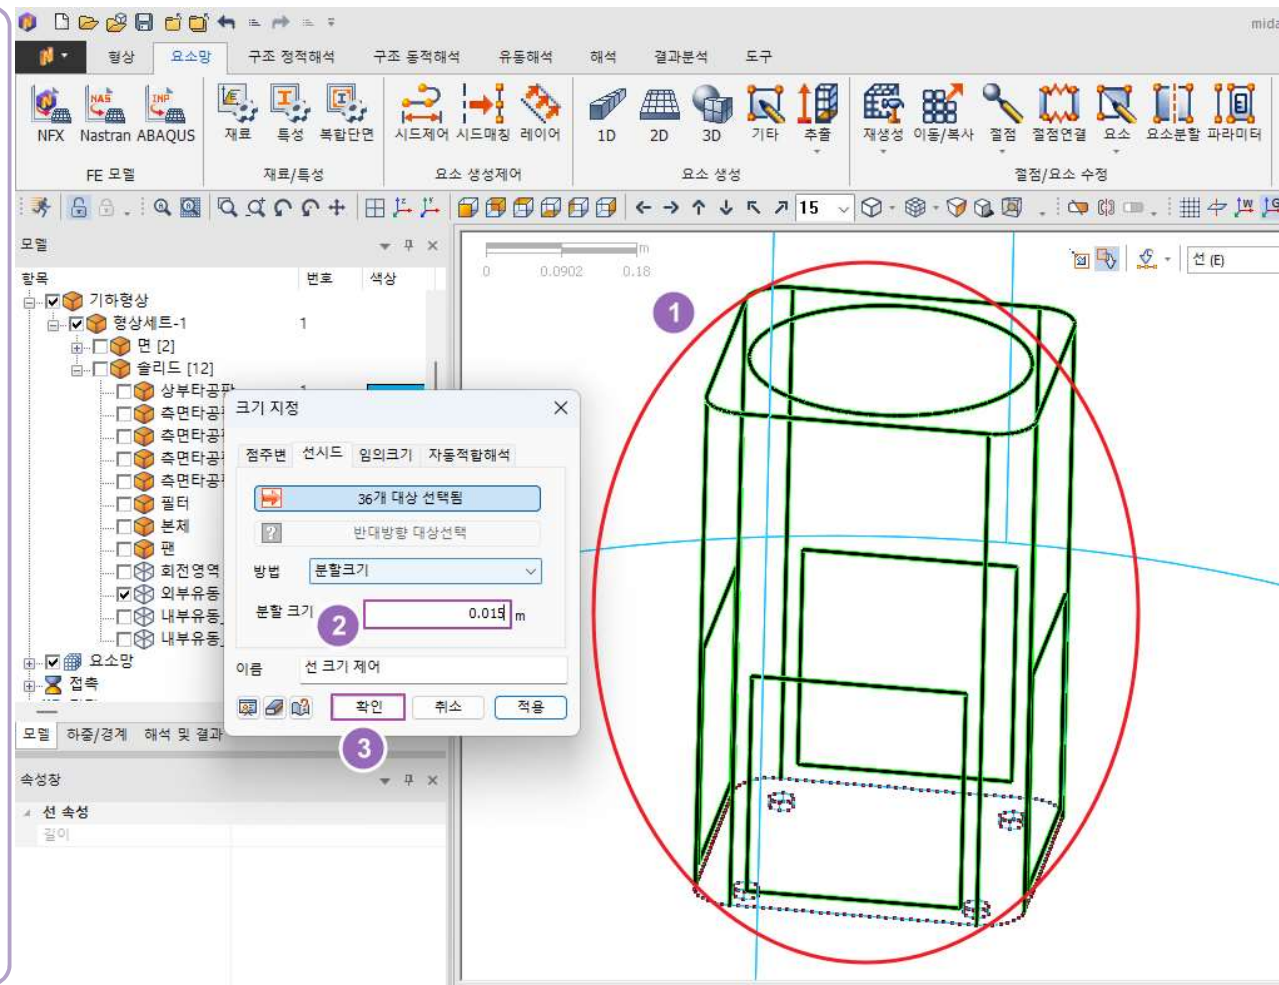 mida
형상 요소망 구조 정적해석 구조 동적해석 유동해석 해석 결과분석 도구
NAS INP
NFX Nastran ABAQUS 재료 특성 복합단면 시드제어 시드매칭 레이어 1D 2D 3D 기타 추출 재생성 이동/복사 절점 절점연결 요소 요소분할 파라미터
FE 모델 재료/특성 요소 생성제어 요소 생성 절점/요소 수정
15
모델
항목 번호 색상
기하형상
형상세트-1 1
면 [2]
솔리드 [12]
상부타공판
측면타공
측면타공
측면타공
측면타공
필터
본체
팬
회전영역
외부유동
내부유동_
내부유동_
요소망
접촉
모델 하중/경계 해석 및 결과
속성창
선 속성
길이
크기 지정
점주변 선시드 임의크기 자동적합해석
36개 대상 선택됨
반대방향 대상선택
방법 분할크기
분할 크기 2 0.015 m
이름 선 크기 제어
확인 취소 적용
3
m
0 0.0902 0.18
선 (E)
1